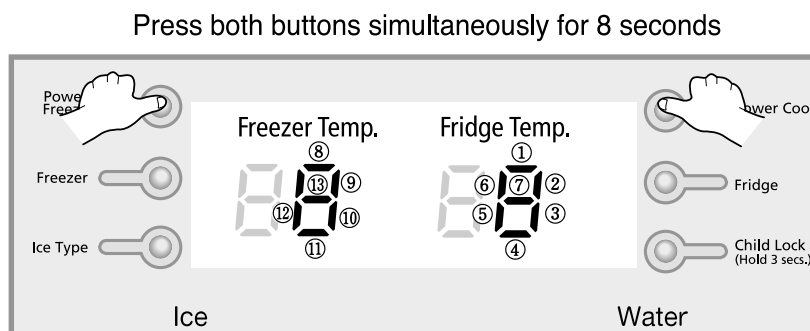 Press both buttons simultaneously for 8 seconds
Freezer
Ice Type
Freezer Temp.
⑧
⑬ ⑨
⑫ ⑩
⑪
Fridge Temp.
①
⑥ ⑦ ②
⑤ ③
④
Fridge
Child Lock
(Hold 3 secs.)
Ice
Water